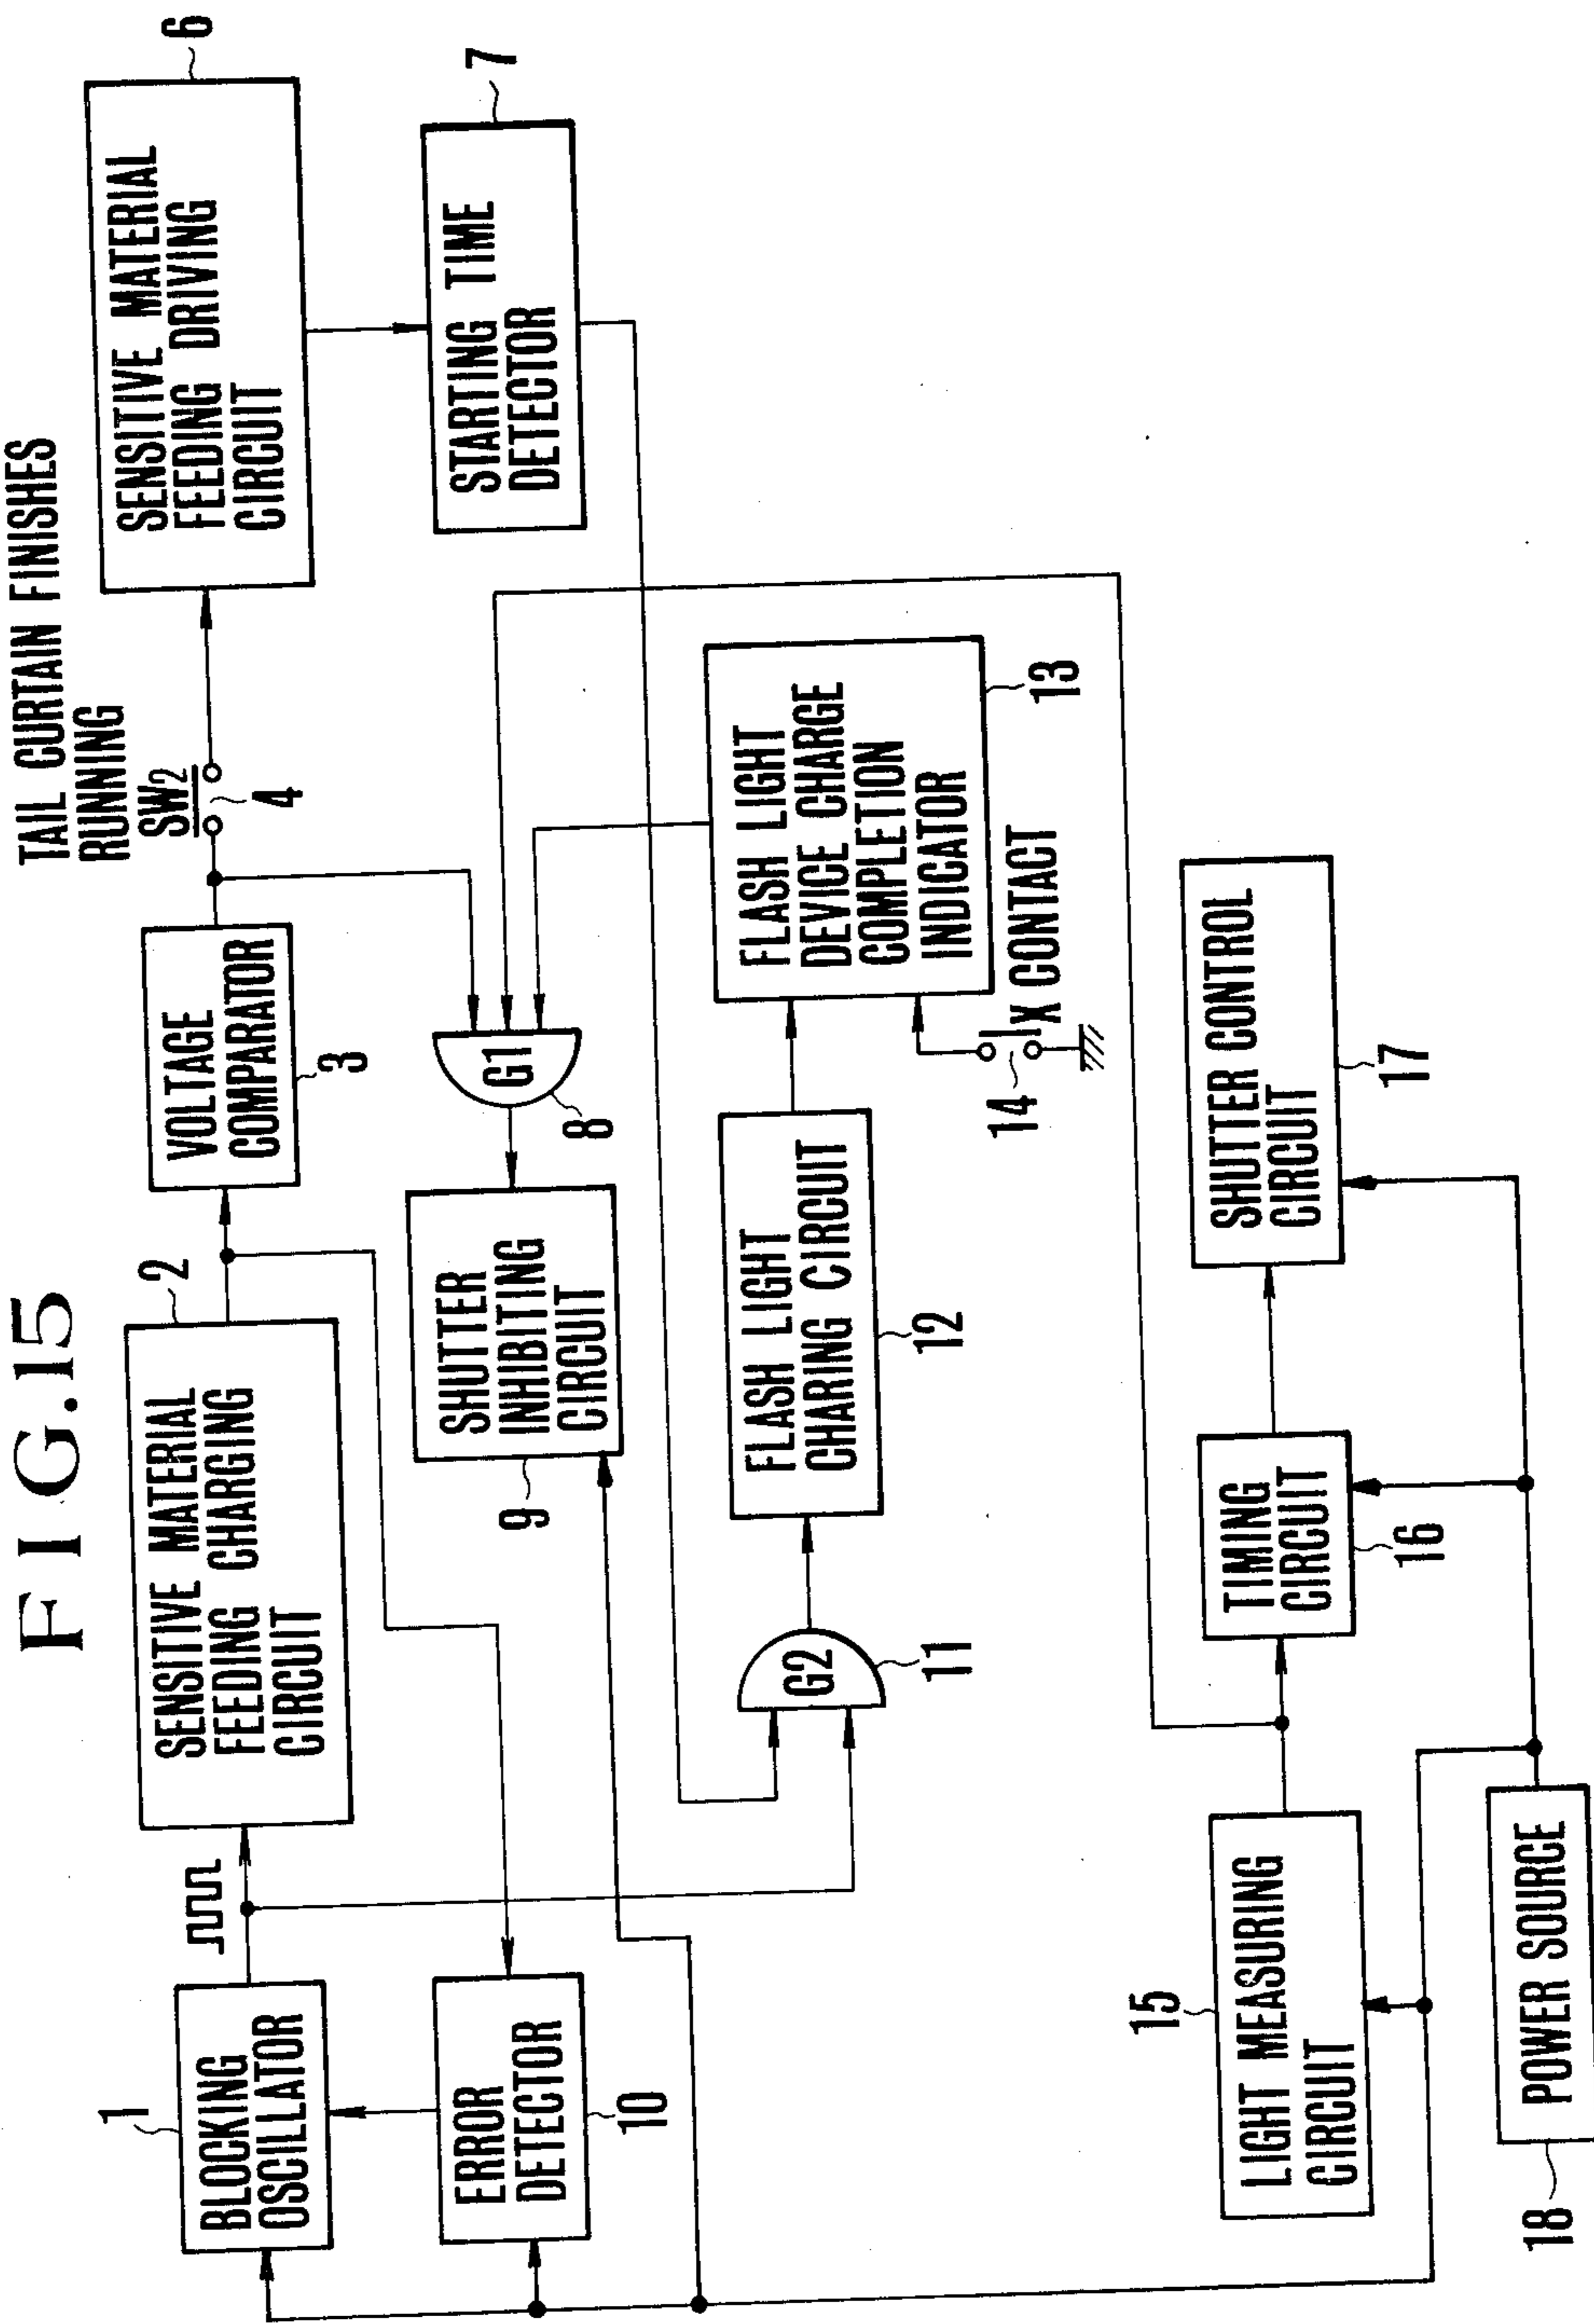 FIG.15
TAIL CURTAIN FINISHES
RUNNING
SW2
4
1
BLOCKING
OSCILLATOR
2
SENSITIVE MATERIAL
FEEDING CHARGING
CIRCUIT
VOLTAGE
COMPARATOR
3
SENSITIVE MATERIAL
FEEDING DRIVING
CIRCUIT
6
ERROR
DETECTOR
10
9
SHUTTER
INHIBITING
CIRCUIT
G1
8
STARTING TIME
DETECTOR
7
G2
11
FLASH LIGHT
CHARING CIRCUIT
12
FLASH LIGHT
DEVICE CHARGE
COMPLETION
INDICATOR
13
14
X CONTACT
15
LIGHT MEASURING
CIRCUIT
TIMING
CIRCUIT
16
SHUTTER CONTROL
CIRCUIT
17
18
POWER SOURCE